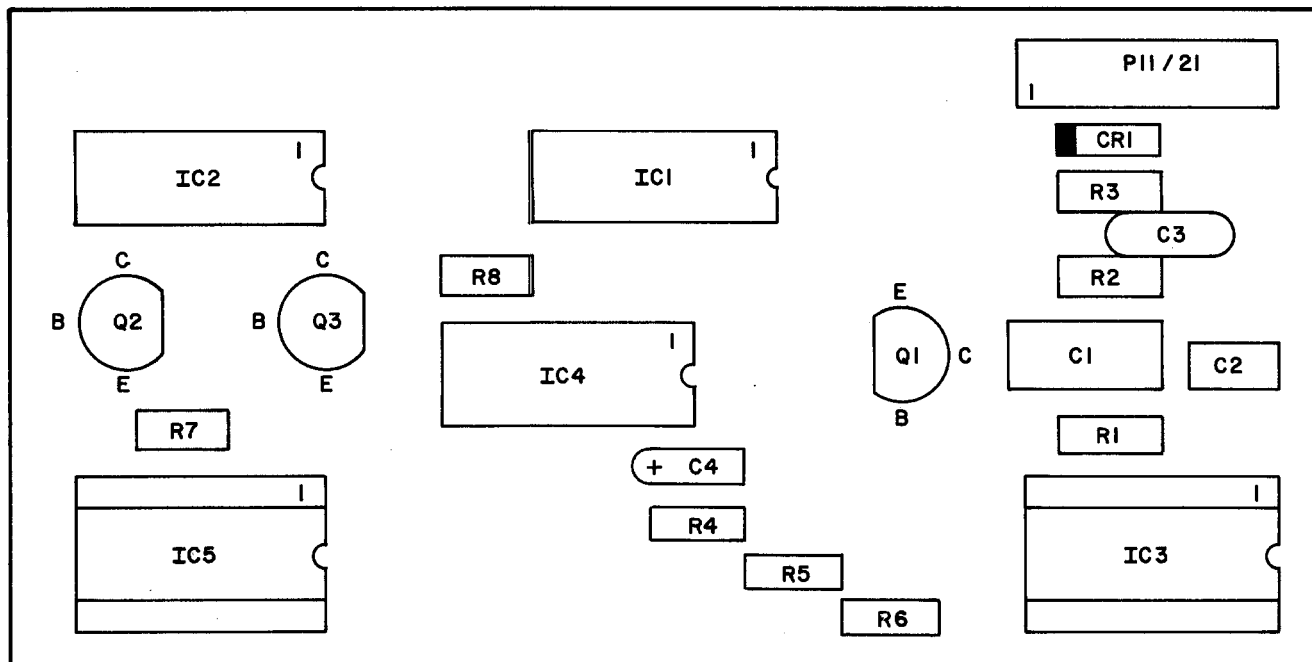 P11/21
1
CR1
1
IC2
1
IC1
R3
C3
C
C
R8
R2
B
Q2
B
Q3
E
E
E
1
IC4
Q1
C
B
C1
C2
R7
R1
+ C4
1
1
R4
IC5
R5
IC3
R6